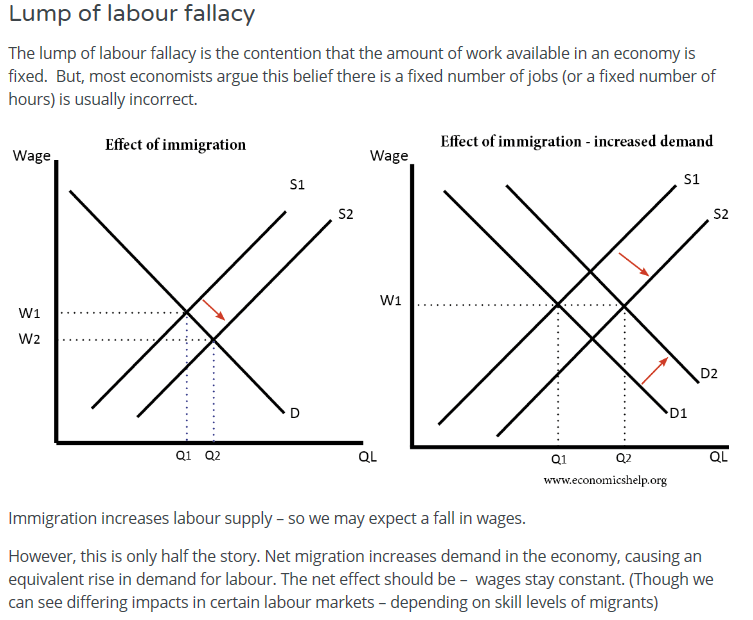 Lump of labour fallacy
The lump of labour fallacy is the contention that the amount of work available in an economy is
fixed. But, most economists argue this belief there is a fixed number of jobs (or a fixed number of
hours) is usually incorrect.
Effect of immigration
Wage
S1
S2
W1
W2
D
Q1 Q2
QL
Effect of immigration - increased demand
Wage
S1
S2
W1
D2
D1
Q1
Q2
QL
www.economicshelp.org
Immigration increases labour supply – so we may expect a fall in wages.
However, this is only half the story. Net migration increases demand in the economy, causing an
equivalent rise in demand for labour. The net effect should be – wages stay constant. (Though we
can see differing impacts in certain labour markets – depending on skill levels of migrants)